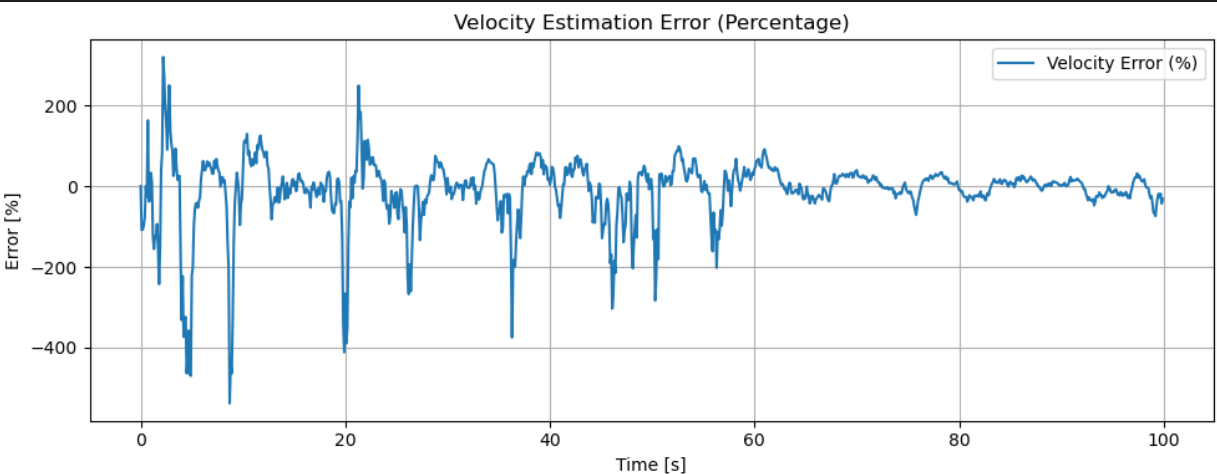 Velocity Estimation Error (Percentage)
Velocity Error (%)
Error [%]
200
0
−200
−400
0 20 40 60 80 100
Time [s]